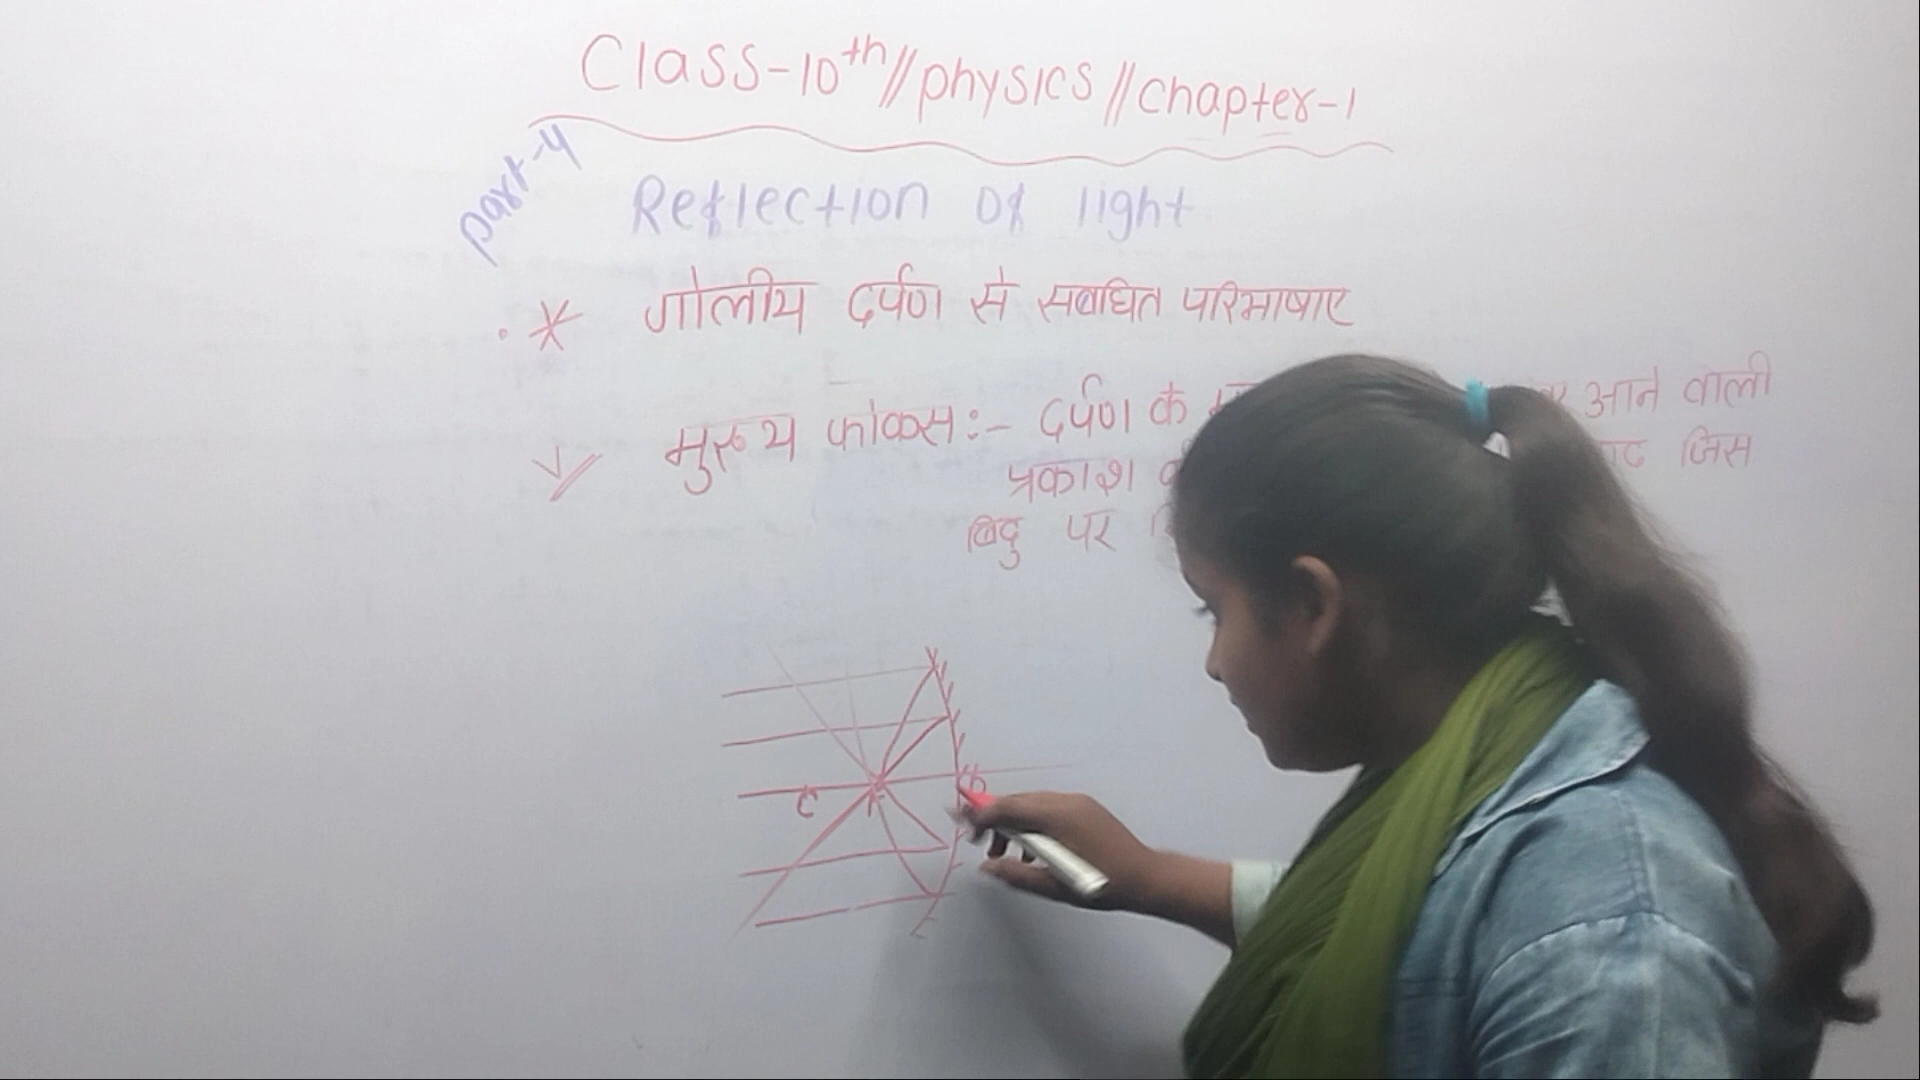 Class-10th//physics//chapter-1
part-4
Reflection of light
* गोलीय दर्पण से सबंधित परिभाषाए
मुख्य फोकस:- दर्पण के आने वाली
प्रकाश जिस
बिंदु पर
C F P